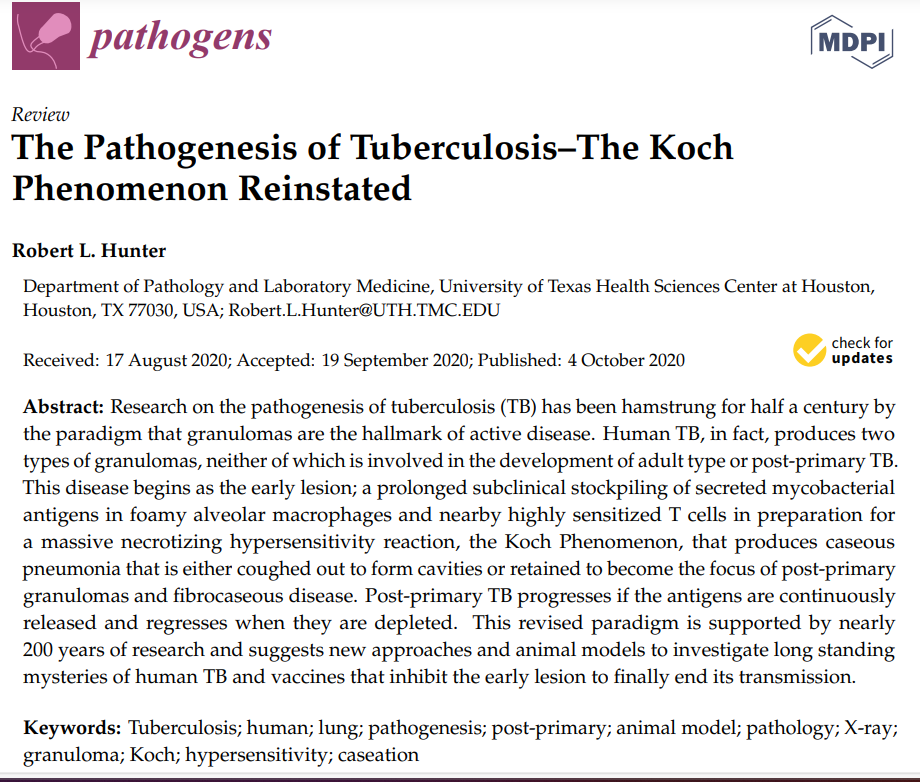 pathogens
MDPI
Review
The Pathogenesis of Tuberculosis–The Koch
Phenomenon Reinstated
Robert L. Hunter
Department of Pathology and Laboratory Medicine, University of Texas Health Sciences Center at Houston,
Houston, TX 77030, USA; Robert.L.Hunter@UTH.TMC.EDU
Received: 17 August 2020; Accepted: 19 September 2020; Published: 4 October 2020
check for
updates
Abstract: Research on the pathogenesis of tuberculosis (TB) has been hamstrung for half a century by
the paradigm that granulomas are the hallmark of active disease. Human TB, in fact, produces two
types of granulomas, neither of which is involved in the development of adult type or post-primary TB.
This disease begins as the early lesion; a prolonged subclinical stockpiling of secreted mycobacterial
antigens in foamy alveolar macrophages and nearby highly sensitized T cells in preparation for
a massive necrotizing hypersensitivity reaction, the Koch Phenomenon, that produces caseous
pneumonia that is either coughed out to form cavities or retained to become the focus of post-primary
granulomas and fibrocaseous disease. Post-primary TB progresses if the antigens are continuously
released and regresses when they are depleted. This revised paradigm is supported by nearly
200 years of research and suggests new approaches and animal models to investigate long standing
mysteries of human TB and vaccines that inhibit the early lesion to finally end its transmission.
Keywords: Tuberculosis; human; lung; pathogenesis; post-primary; animal model; pathology; X-ray;
granuloma; Koch; hypersensitivity; caseation